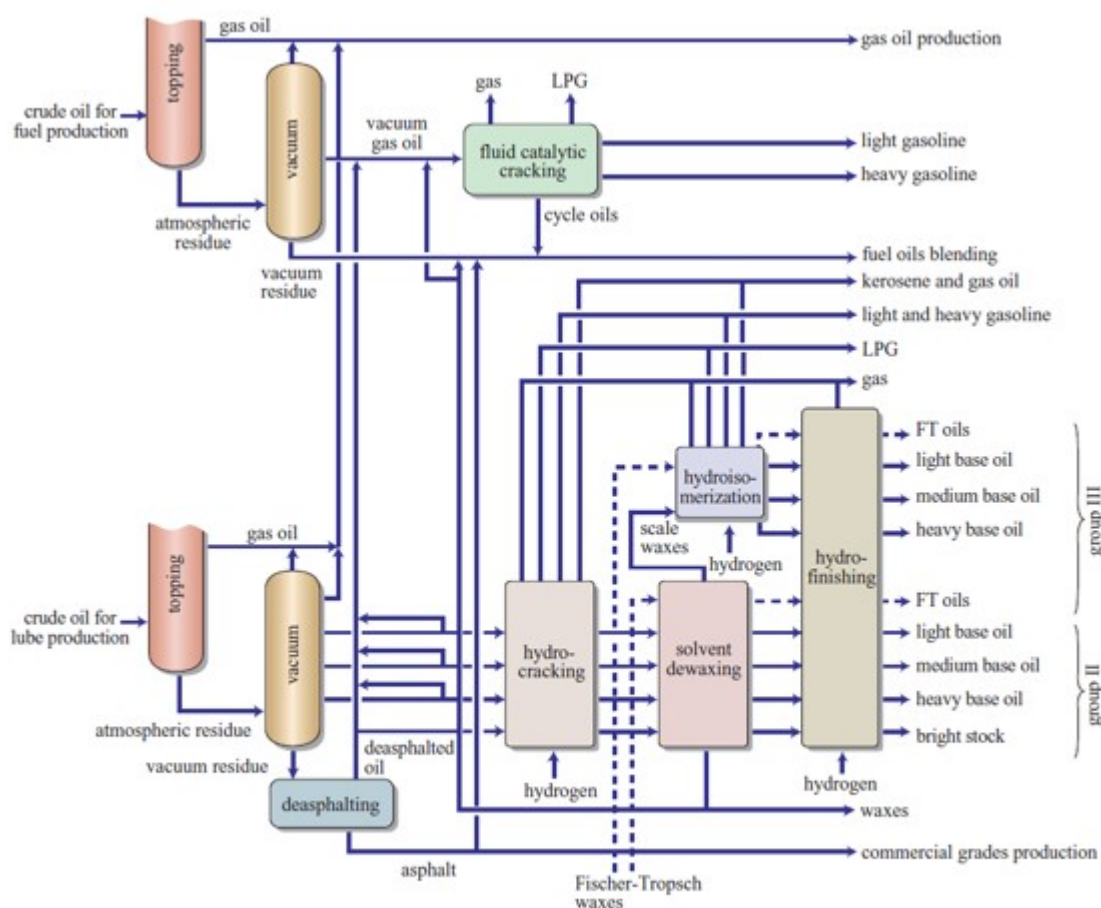 gas oil
gas oil production
topping
crude oil for
fuel production
vacuum
atmospheric
residue
vacuum
residue
vacuum
gas oil
gas
LPG
fluid catalytic
cracking
light gasoline
heavy gasoline
cycle oils
fuel oils blending
kerosene and gas oil
light and heavy gasoline
LPG
gas
FT oils
light base oil
medium base oil
heavy base oil
group III
hydroiso-
merization
scale
waxes
hydrogen
hydro-
finishing
gas oil
topping
crude oil for
lube production
vacuum
atmospheric residue
vacuum residue
deasphalting
deasphalted
oil
hydro-
cracking
hydrogen
solvent
dewaxing
FT oils
light base oil
medium base oil
heavy base oil
bright stock
group II
hydrogen
waxes
asphalt
commercial grades production
Fischer-Tropsch
waxes